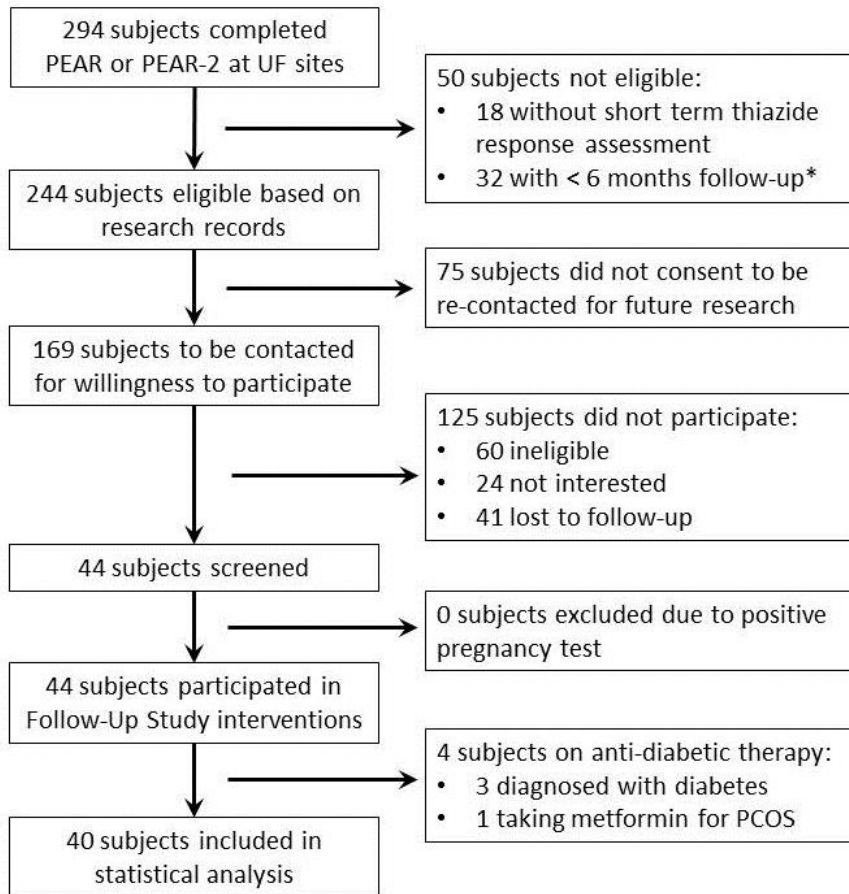 294 subjects completed
PEAR or PEAR-2 at UF sites
50 subjects not eligible:
• 18 without short term thiazide
response assessment
• 32 with < 6 months follow-up*
244 subjects eligible based on
research records
75 subjects did not consent to be
re-contacted for future research
169 subjects to be contacted
for willingness to participate
125 subjects did not participate:
• 60 ineligible
• 24 not interested
• 41 lost to follow-up
44 subjects screened
0 subjects excluded due to positive
pregnancy test
44 subjects participated in
Follow-Up Study interventions
4 subjects on anti-diabetic therapy:
• 3 diagnosed with diabetes
• 1 taking metformin for PCOS
40 subjects included in
statistical analysis